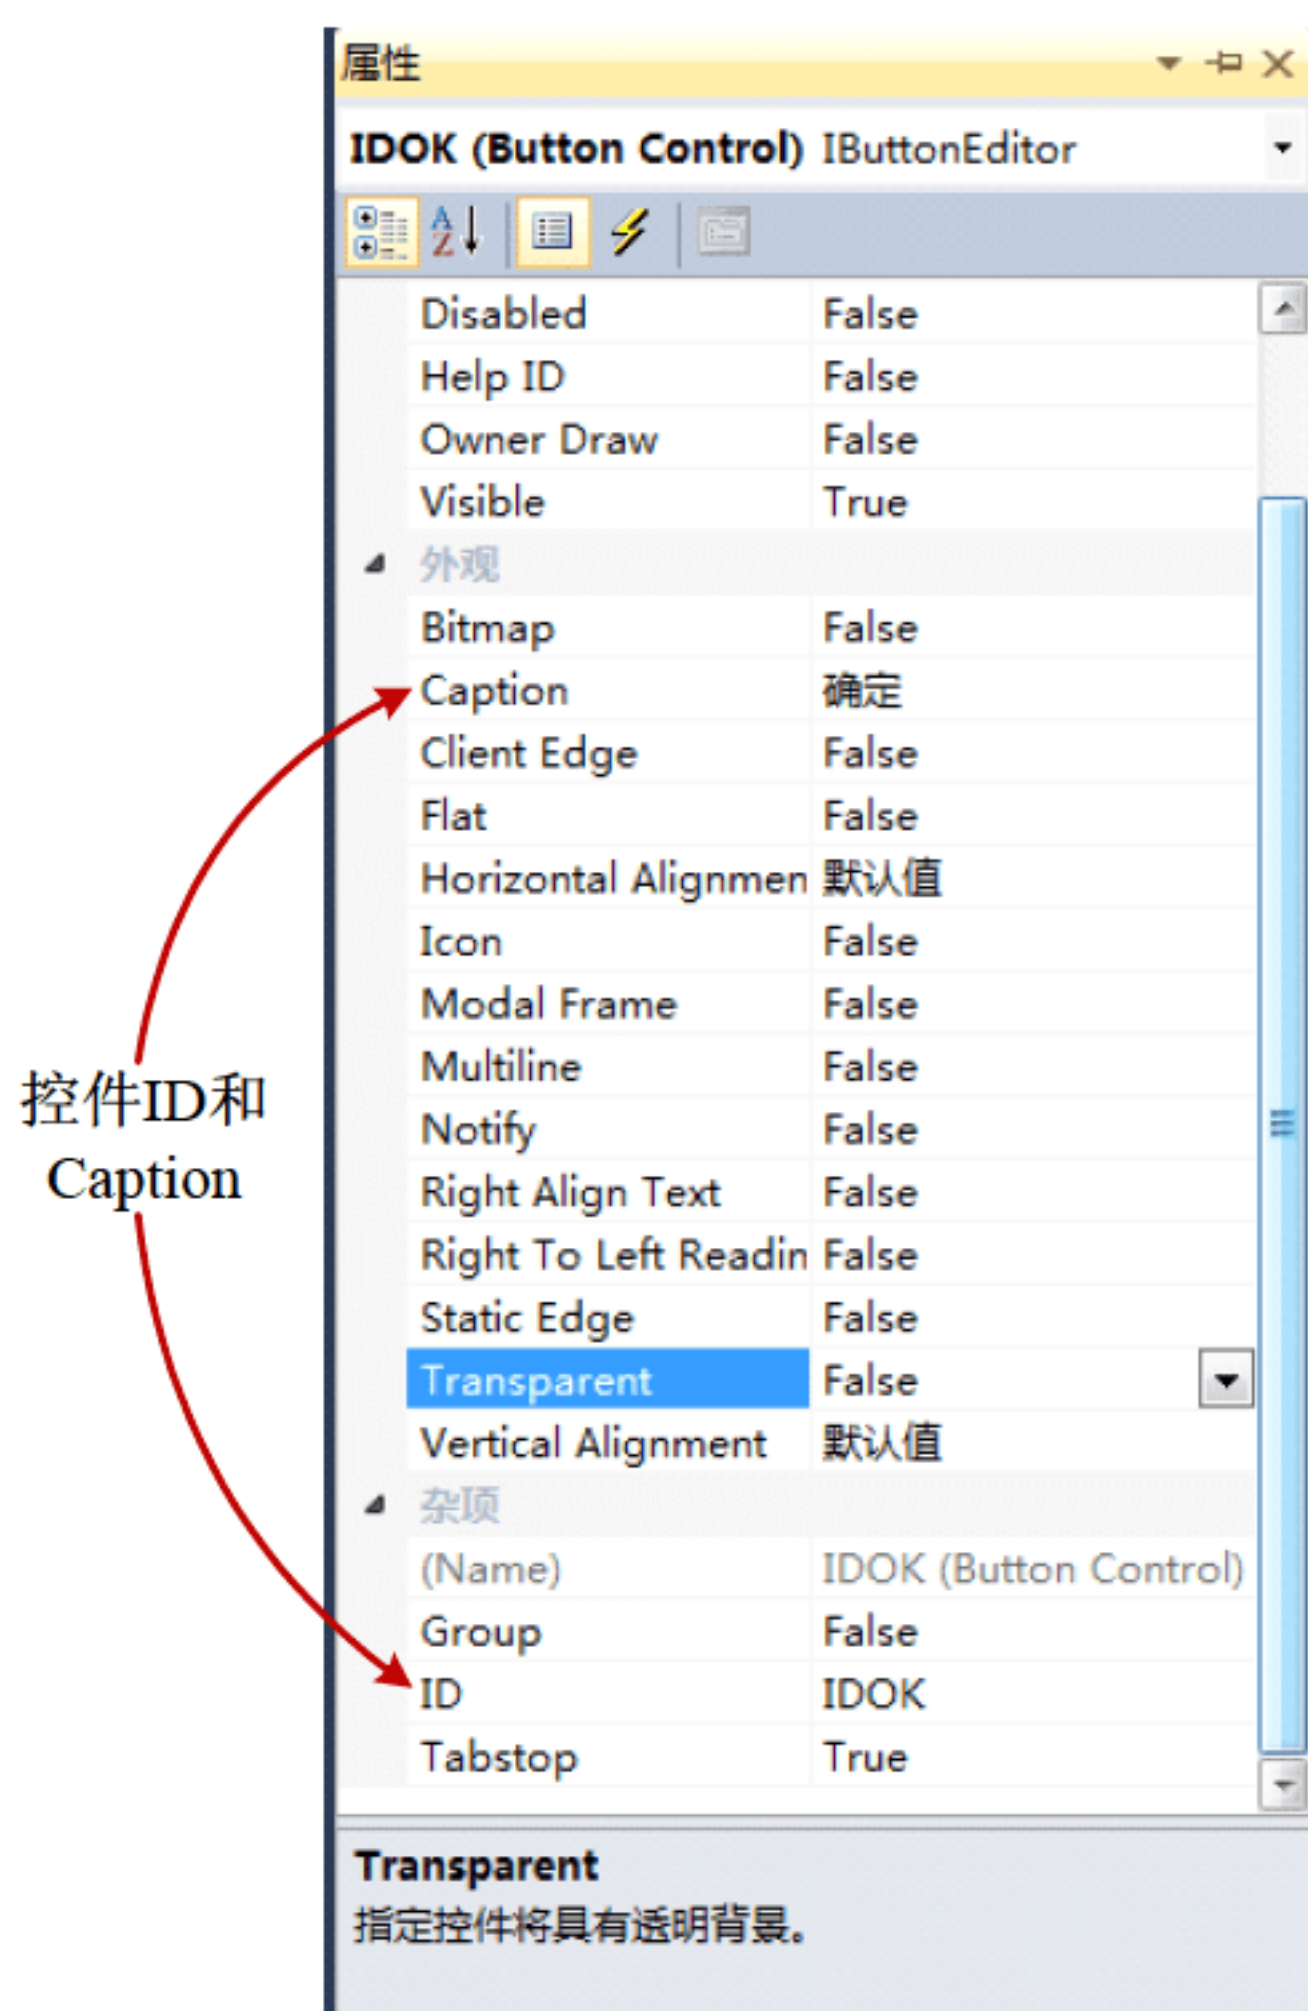 属性
IDOK (Button Control) IButtonEditor
Disabled False
Help ID False
Owner Draw False
Visible True
外观
Bitmap False
Caption 确定
Client Edge False
Flat False
Horizontal Alignmen 默认值
Icon False
Modal Frame False
Multiline False
Notify False
Right Align Text False
Right To Left Readin False
Static Edge False
Transparent False
Vertical Alignment 默认值
杂项
(Name) IDOK (Button Control)
Group False
ID IDOK
Tabstop True
Transparent
指定控件将具有透明背景。
控件ID和
Caption